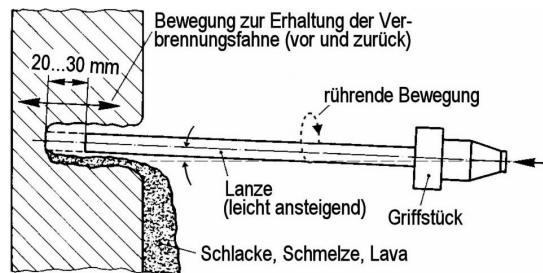 Bewegung zur Erhaltung der Ver-
brennungsfahne (vor und zurück)
20...30 mm
rührende Bewegung
Lanze
(leicht ansteigend)
Griffstück
Schlacke, Schmelze, Lava